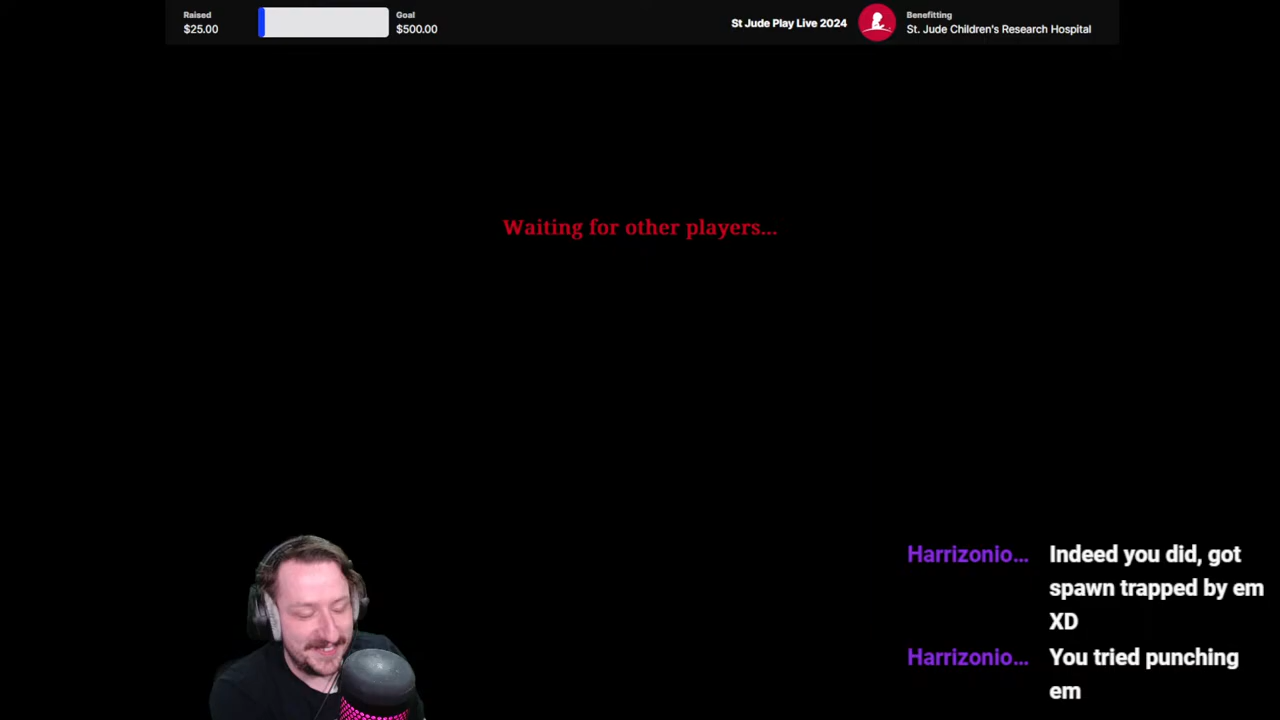 Raised
$25.00
Goal
$500.00
St Jude Play Live 2024
Benefitting
St. Jude Children's Research Hospital
Waiting for other players...
Harrizonio… Indeed you did, got
spawn trapped by em
XD
Harrizonio… You tried punching
em